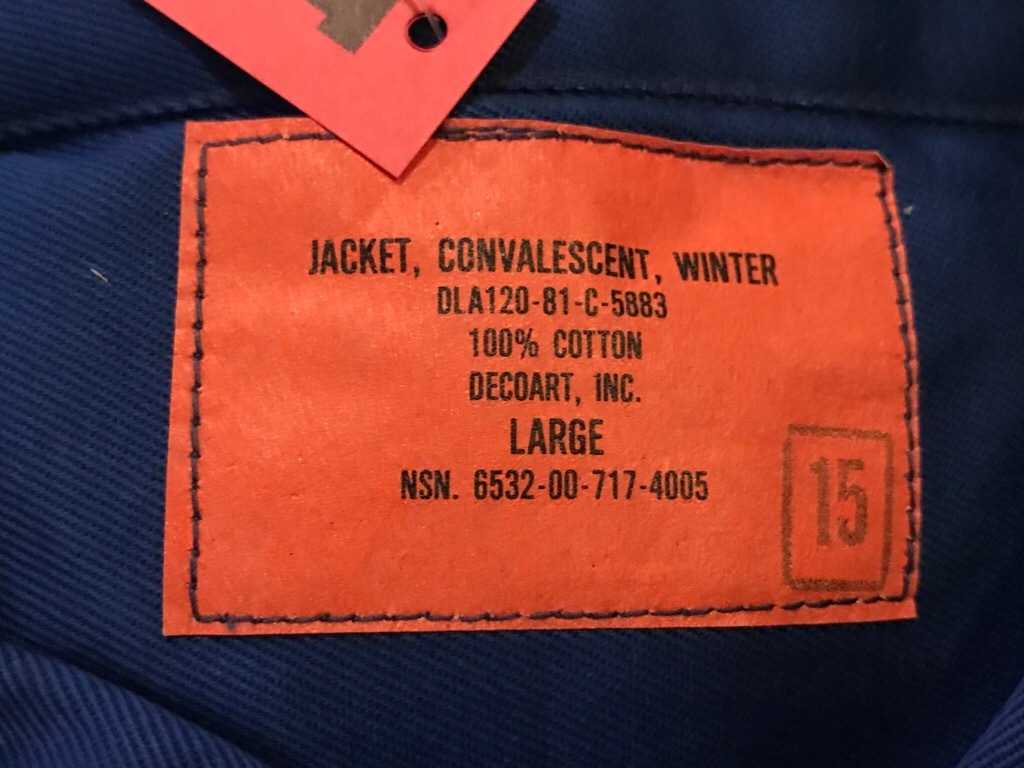 JACKET, CONVALESCENT, WINTER
DLA120-81-C-5883
100% COTTON
DECOART, INC.
LARGE
NSN. 6532-00-717-4005
15